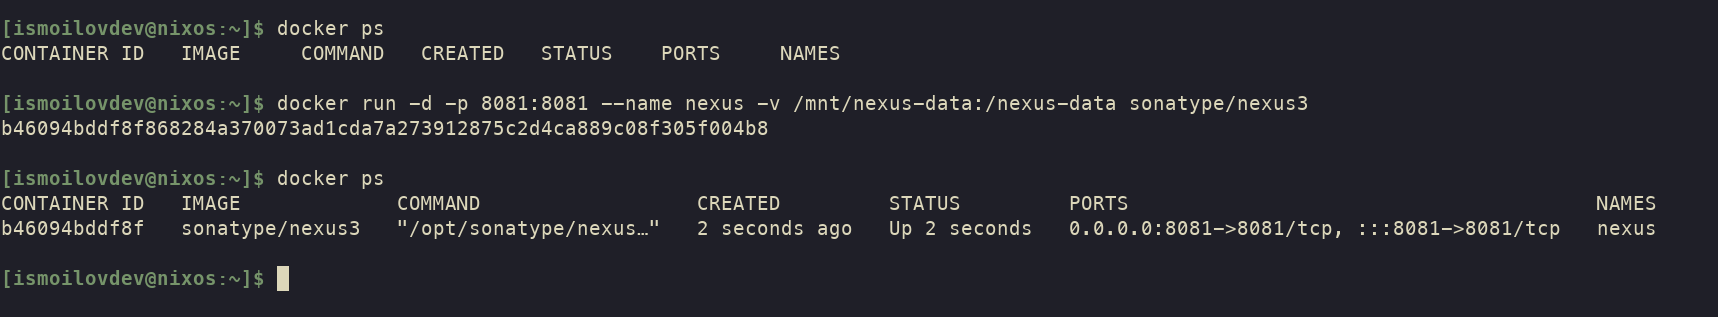 [ismoilovdev@nixos:~]$ docker ps
CONTAINER ID   IMAGE     COMMAND   CREATED   STATUS    PORTS     NAMES
[ismoilovdev@nixos:~]$ docker run -d -p 8081:8081 --name nexus -v /mnt/nexus-data:/nexus-data sonatype/nexus3
b46094bddf8f868284a370073ad1cda7a273912875c2d4ca889c08f305f004b8
[ismoilovdev@nixos:~]$ docker ps
CONTAINER ID   IMAGE             COMMAND                  CREATED         STATUS         PORTS                                       NAMES
b46094bddf8f   sonatype/nexus3   "/opt/sonatype/nexus…"   2 seconds ago   Up 2 seconds   0.0.0.0:8081->8081/tcp, :::8081->8081/tcp   nexus
[ismoilovdev@nixos:~]$